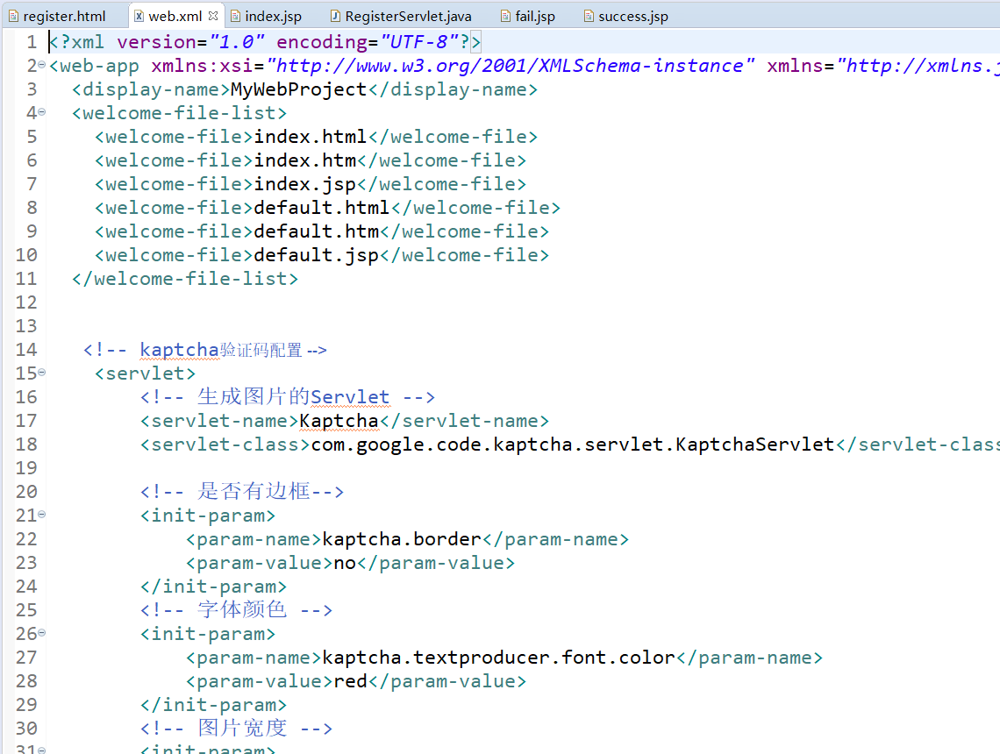 register.html web.xml index.jsp RegisterServlet.java fail.jsp success.jsp
1 <?xml version="1.0" encoding="UTF-8"?>
2 <web-app xmlns:xsi="http://www.w3.org/2001/XMLSchema-instance" xmlns="http://xmlns.j
3 <display-name>MyWebProject</display-name>
4 <welcome-file-list>
5 <welcome-file>index.html</welcome-file>
6 <welcome-file>index.htm</welcome-file>
7 <welcome-file>index.jsp</welcome-file>
8 <welcome-file>default.html</welcome-file>
9 <welcome-file>default.htm</welcome-file>
10 <welcome-file>default.jsp</welcome-file>
11 </welcome-file-list>
12
13
14 <!-- kaptcha验证码配置 -->
15 <servlet>
16 <!-- 生成图片的Servlet -->
17 <servlet-name>Kaptcha</servlet-name>
18 <servlet-class>com.google.code.kaptcha.servlet.KaptchaServlet</servlet-class
19
20 <!-- 是否有边框-->
21 <init-param>
22 <param-name>kaptcha.border</param-name>
23 <param-value>no</param-value>
24 </init-param>
25 <!-- 字体颜色 -->
26 <init-param>
27 <param-name>kaptcha.textproducer.font.color</param-name>
28 <param-value>red</param-value>
29 </init-param>
30 <!-- 图片宽度 -->
31 <init-param>